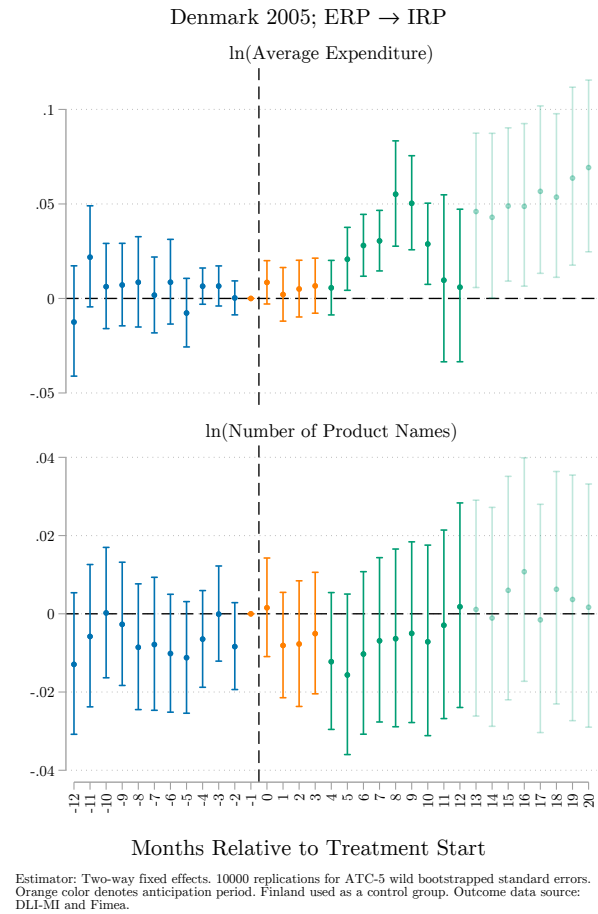 Denmark 2005; ERP → IRP
ln(Average Expenditure)
.1
.05
0
-.05
ln(Number of Product Names)
.04
.02
0
-.02
-.04
-12 -11 -10 -9 -8 -7 -6 -5 -4 -3 -2 -1 0 1 2 3 4 5 6 7 8 9 10 11 12 13 14 15 16 17 18 19 20
Months Relative to Treatment Start
Estimator: Two-way fixed effects. 10000 replications for ATC-5 wild bootstrapped standard errors.
Orange color denotes anticipation period. Finland used as a control group. Outcome data source:
DLI-MI and Fimea.